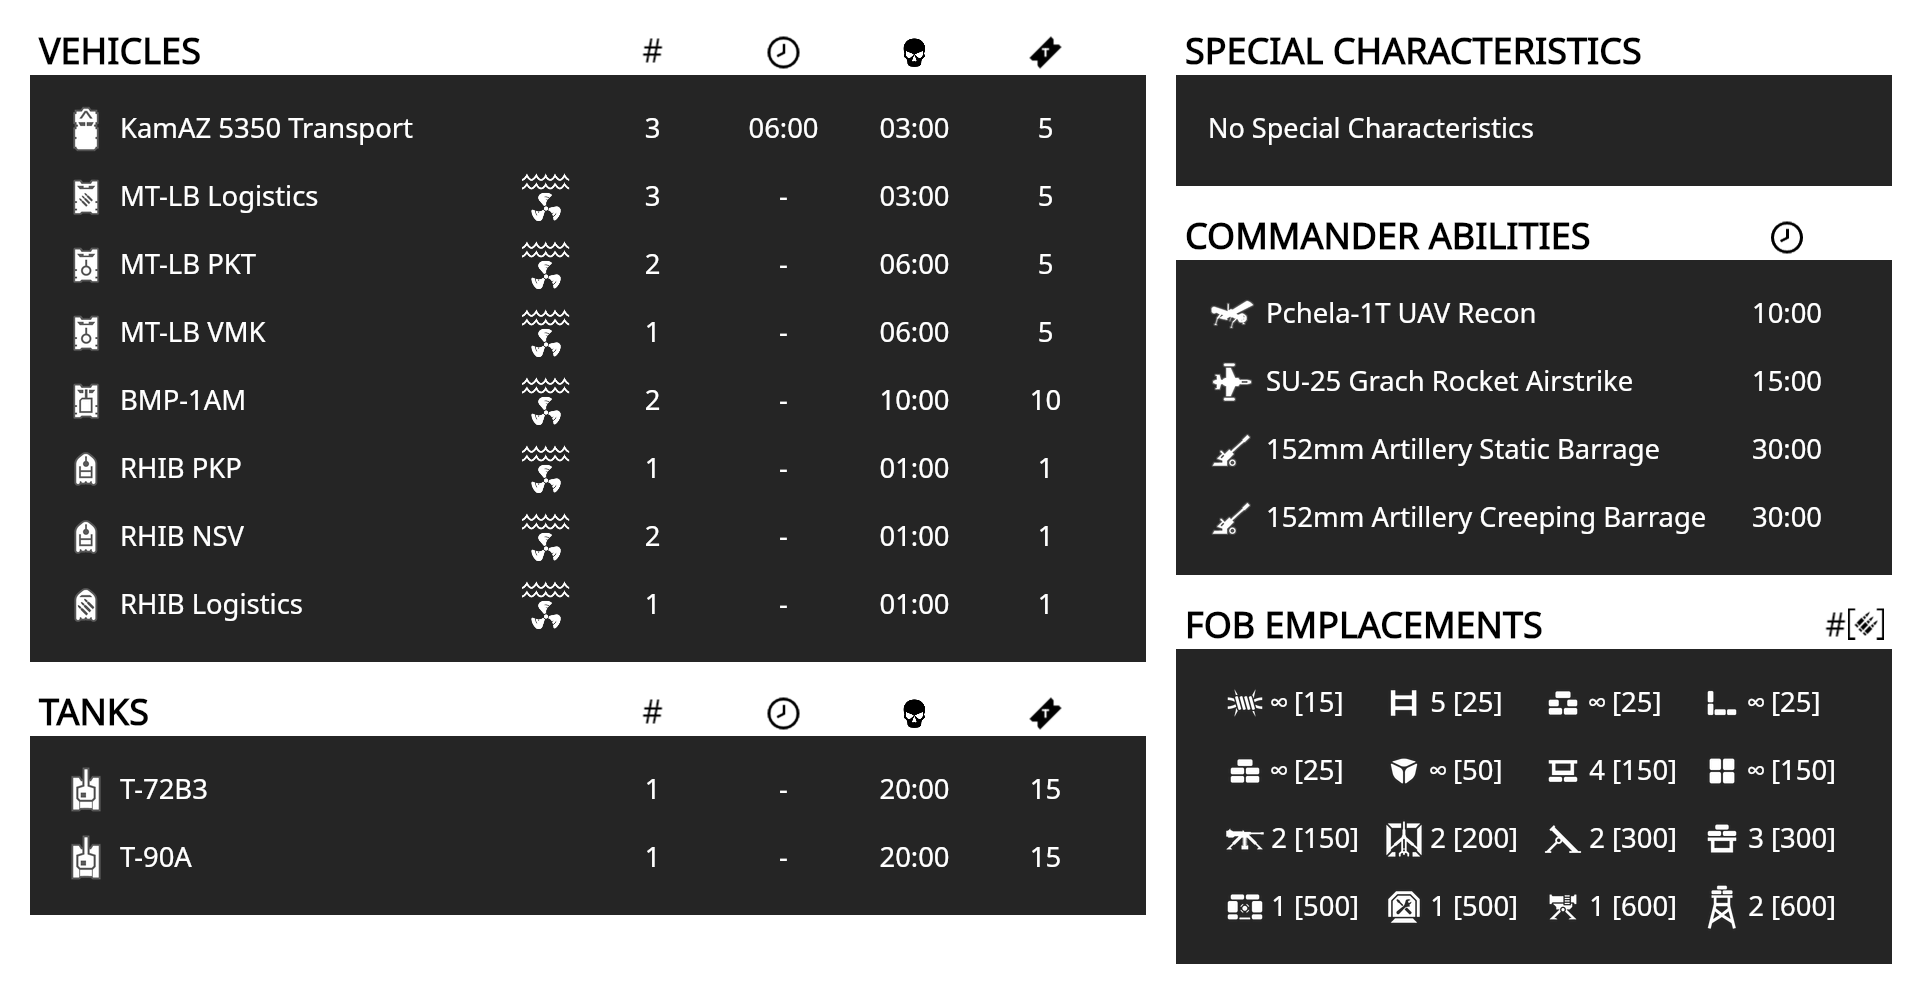 VEHICLES #
KamAZ 5350 Transport 3 06:00 03:00 5
MT-LB Logistics 3 - 03:00 5
MT-LB PKT 2 - 06:00 5
MT-LB VMK 1 - 06:00 5
BMP-1AM 2 - 10:00 10
RHIB PKP 1 - 01:00 1
RHIB NSV 2 - 01:00 1
RHIB Logistics 1 - 01:00 1
TANKS #
T-72B3 1 - 20:00 15
T-90A 1 - 20:00 15
SPECIAL CHARACTERISTICS
No Special Characteristics
COMMANDER ABILITIES
Pchela-1T UAV Recon 10:00
SU-25 Grach Rocket Airstrike 15:00
152mm Artillery Static Barrage 30:00
152mm Artillery Creeping Barrage 30:00
FOB EMPLACEMENTS #[]
∞ [15] 5 [25] ∞ [25] ∞ [25]
∞ [25] ∞ [50] 4 [150] ∞ [150]
2 [150] 2 [200] 2 [300] 3 [300]
1 [500] 1 [500] 1 [600] 2 [600]